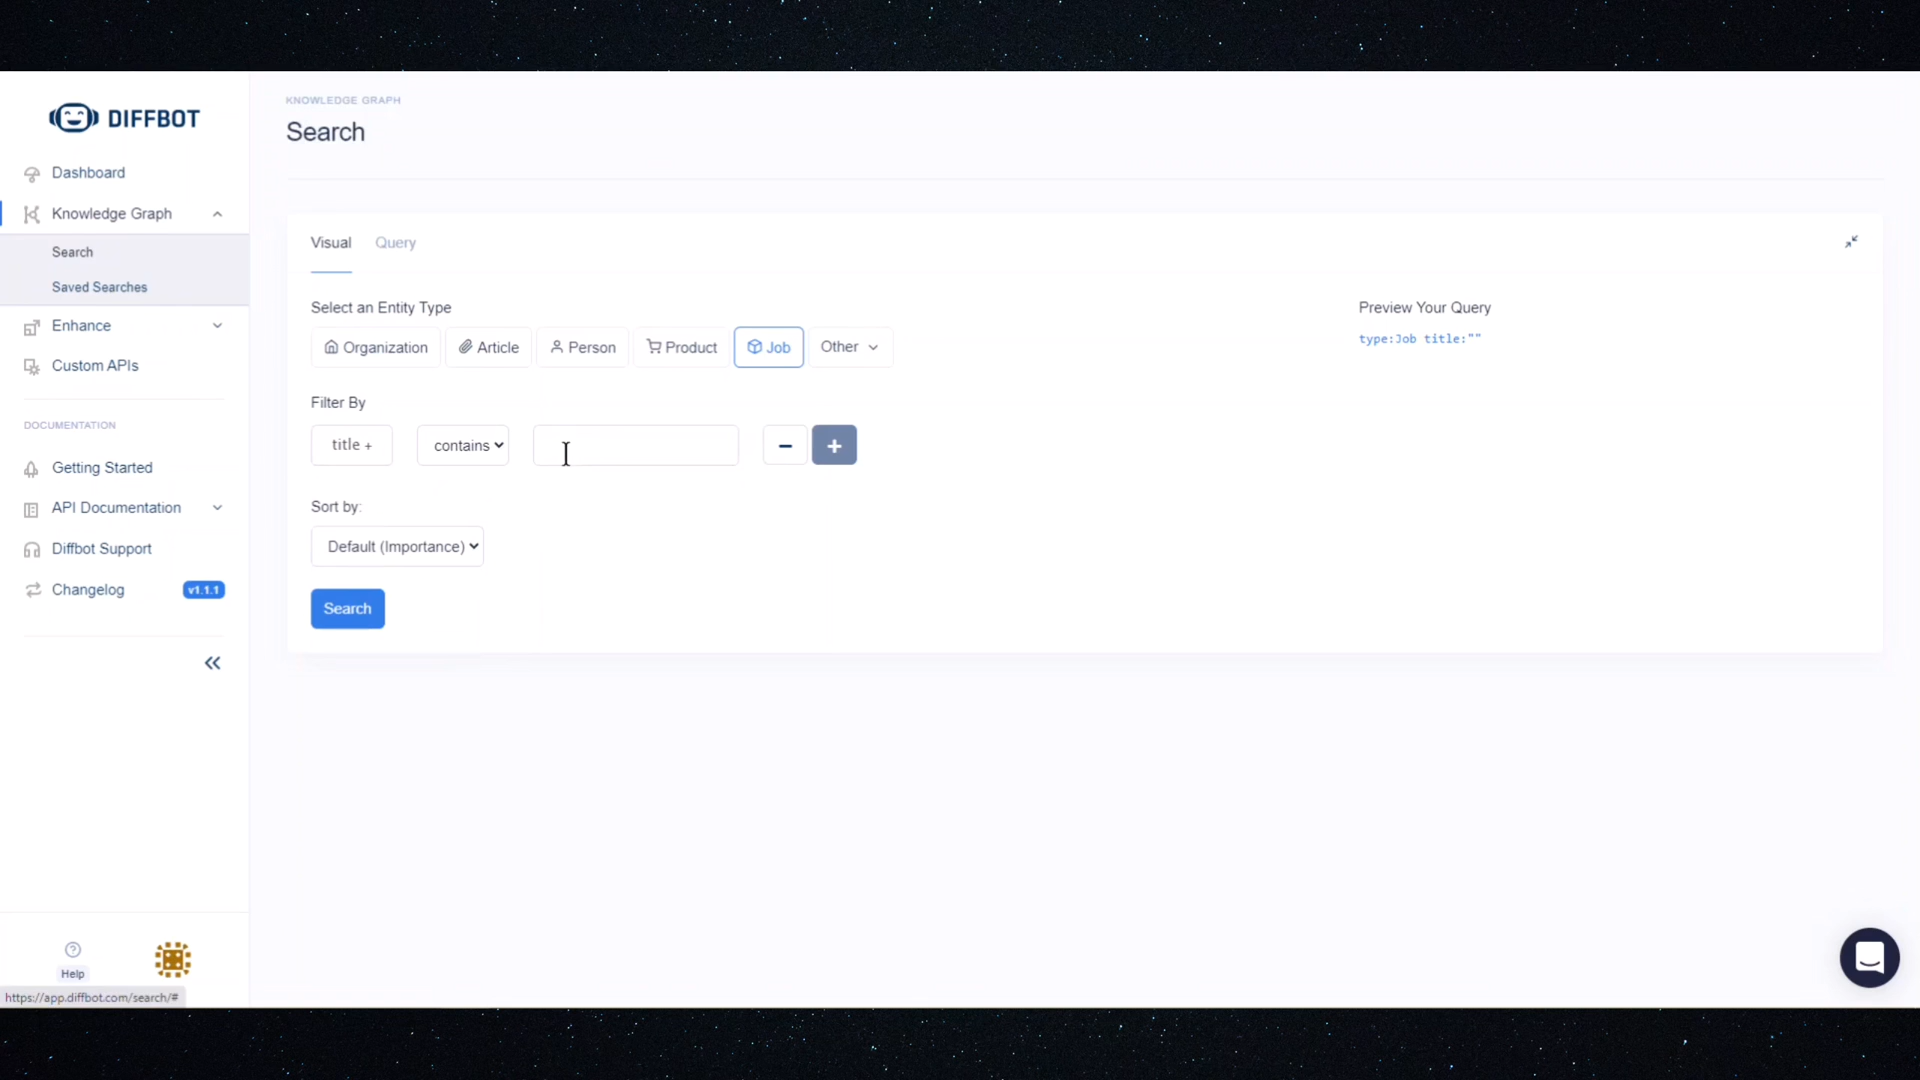 DIFFBOT
Dashboard
Knowledge Graph
Search
Saved Searches
Enhance
Custom APIs
DOCUMENTATION
Getting Started
API Documentation
Diffbot Support
Changelog v1.1.1
Help
https://app.diffbot.com/search/#
KNOWLEDGE GRAPH
Search
Visual Query
Select an Entity Type
Organization Article Person Product Job Other
Filter By
title + contains
Sort by:
Default (Importance)
Search
Preview Your Query
type:Job title:""